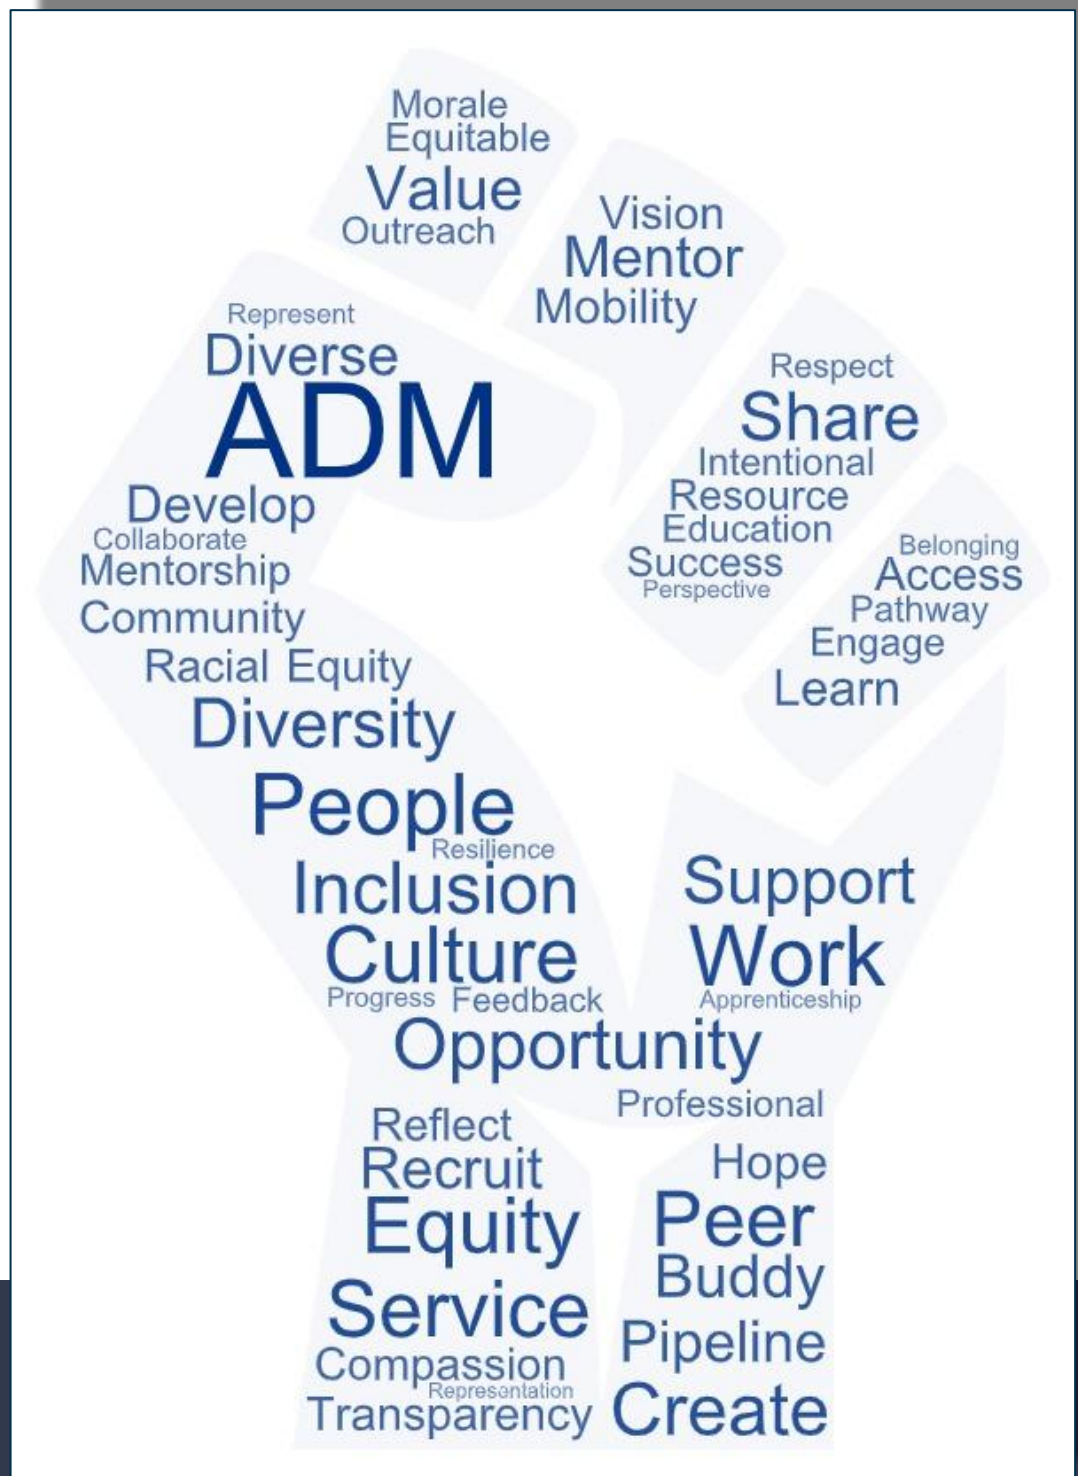 Morale
Equitable
Value
Outreach
Vision
Mentor
Mobility
Represent
Diverse
ADM
Develop
Collaborate
Mentorship
Community
Racial Equity
Diversity
People
Resilience
Inclusion
Culture
Progress Feedback
Opportunity
Respect
Share
Intentional
Resource
Education
Success
Perspective
Belonging
Access
Pathway
Engage
Learn
Support
Work
Apprenticeship
Professional
Reflect
Recruit
Equity
Service
Compassion
Representation
Transparency
Hope
Peer
Buddy
Pipeline
Create